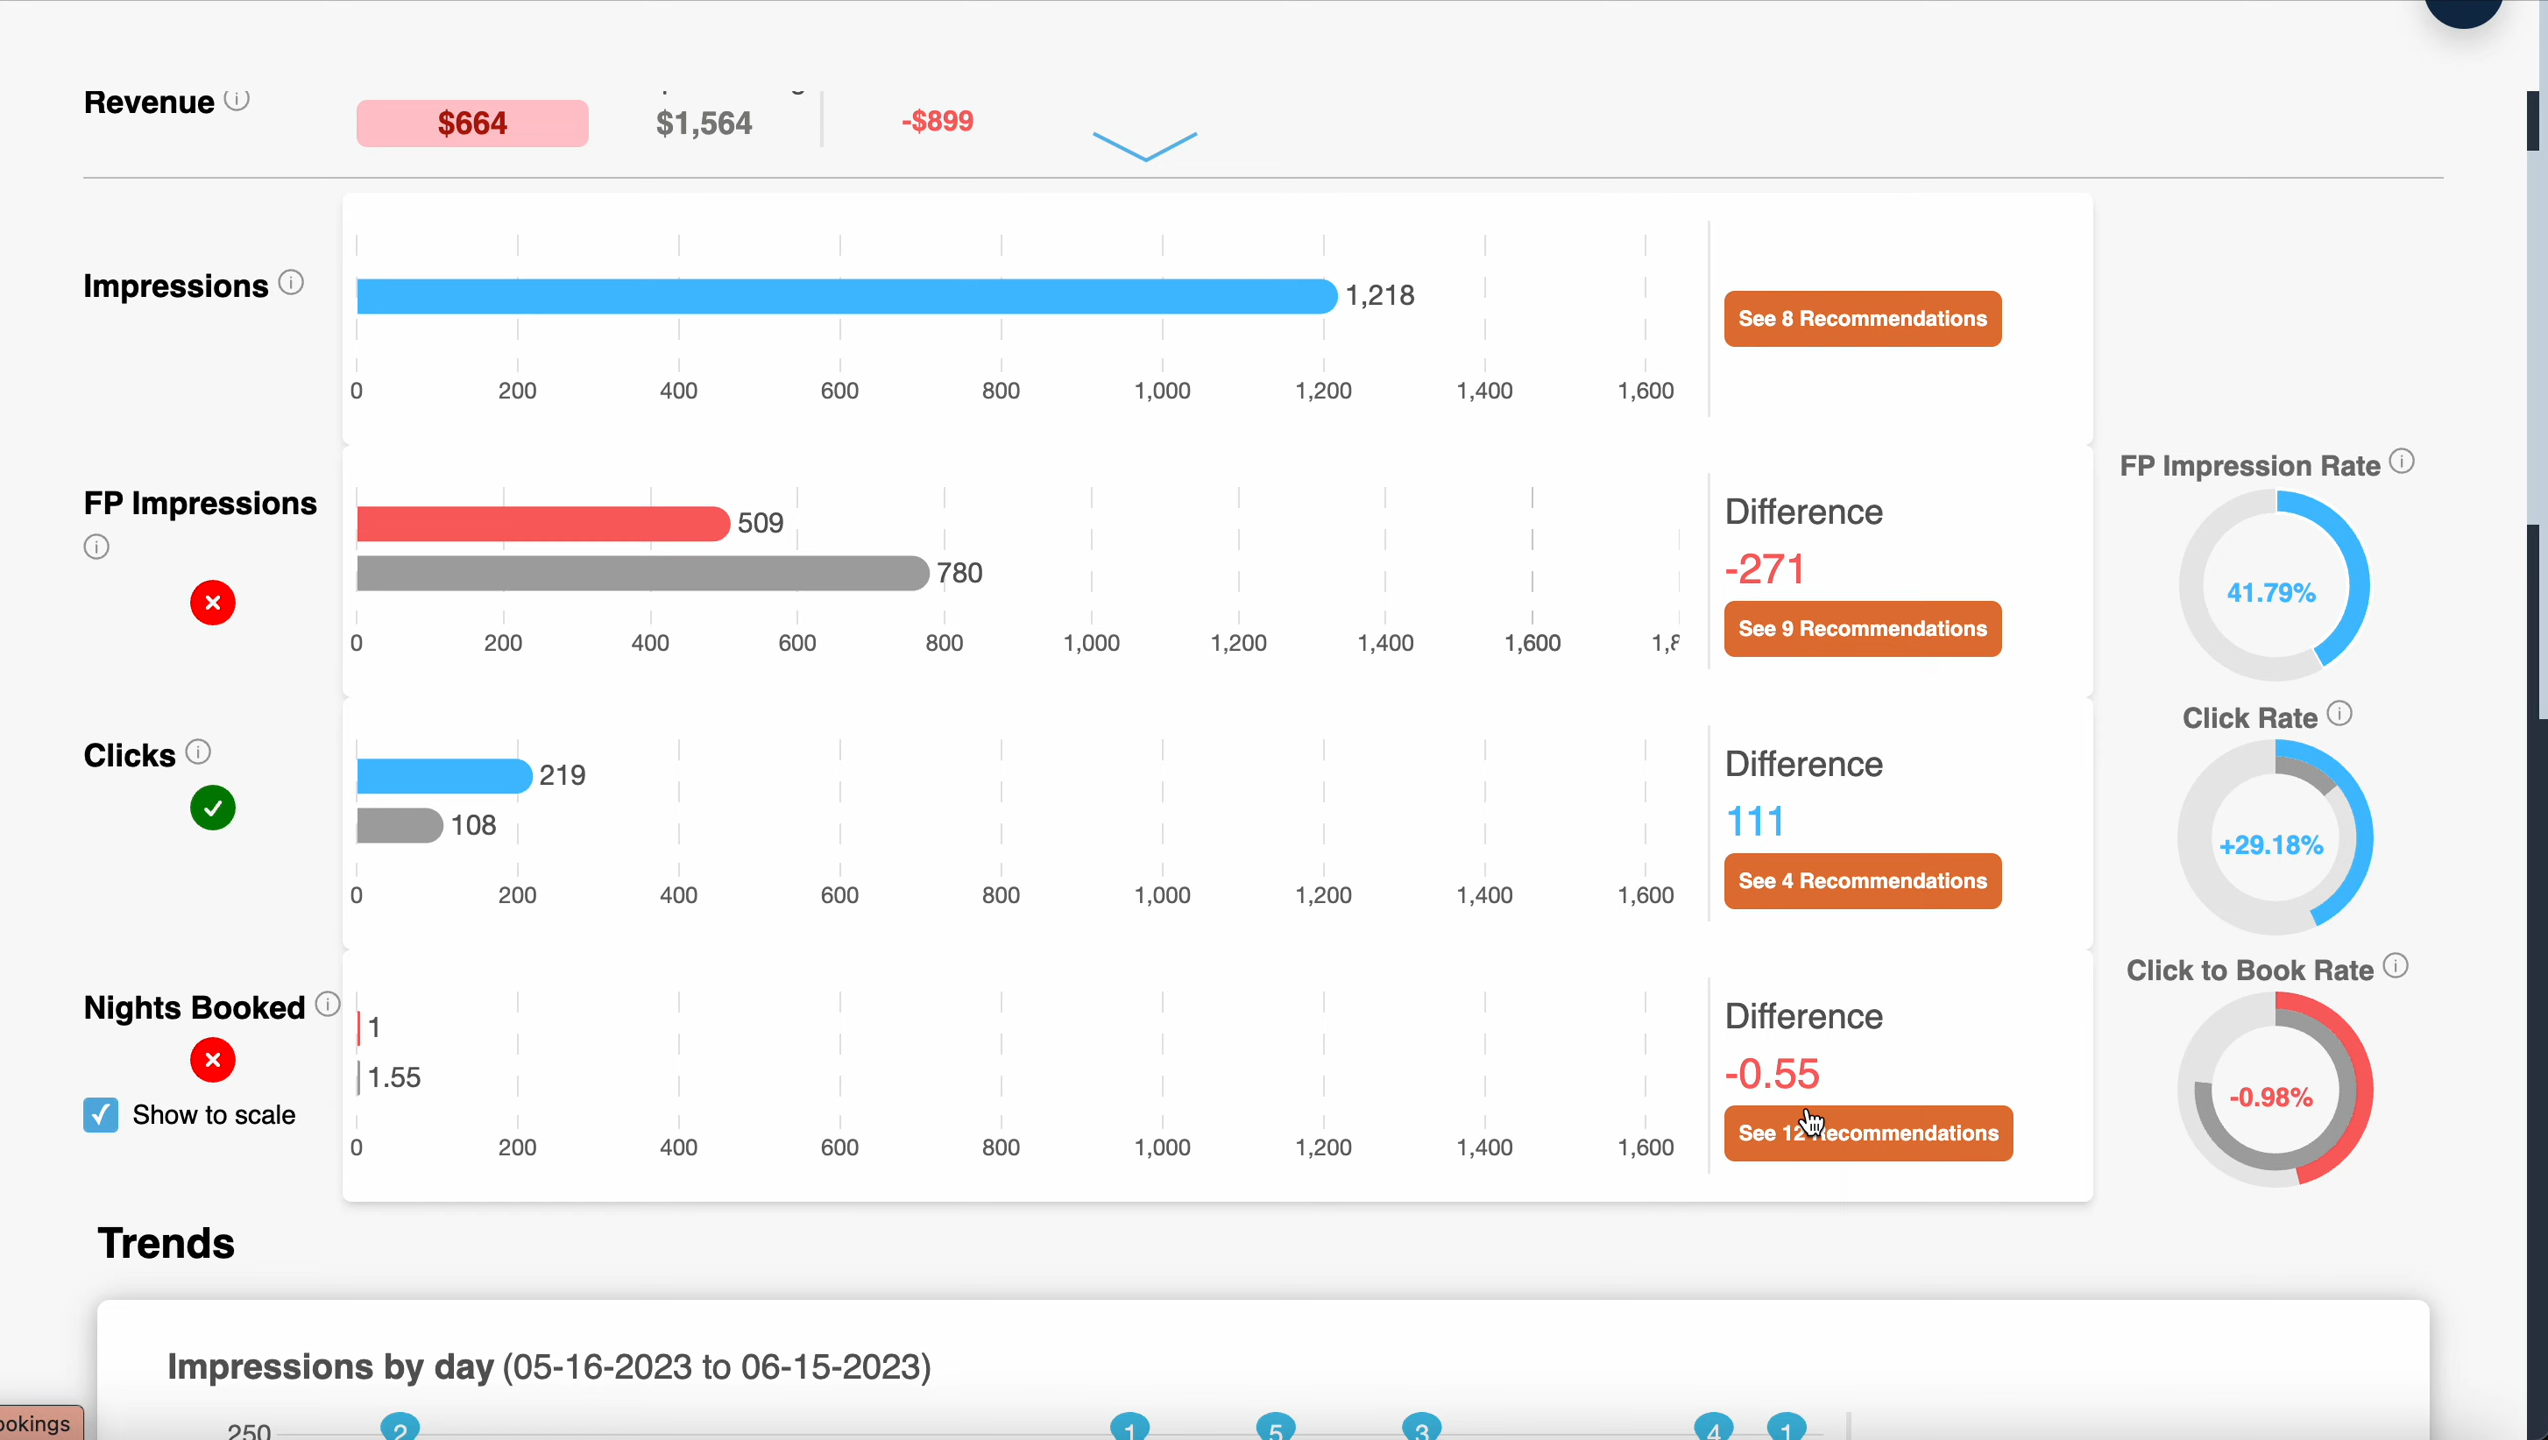 Revenue
$664
$1,564
-$899
Impressions
1,218
See 8 Recommendations
0 200 400 600 800 1,000 1,200 1,400 1,600
FP Impression Rate
FP Impressions
509
780
Difference
-271
See 9 Recommendations
41.79%
0 200 400 600 800 1,000 1,200 1,400 1,600
Click Rate
Clicks
219
108
Difference
111
See 4 Recommendations
+29.18%
0 200 400 600 800 1,000 1,200 1,400 1,600
Click to Book Rate
Nights Booked
1
1.55
Difference
-0.55
-0.98%
Show to scale
See 12 Recommendations
0 200 400 600 800 1,000 1,200 1,400 1,600
Trends
Impressions by day (05-16-2023 to 06-15-2023)
ookings
250 2 1 5 3 4 1